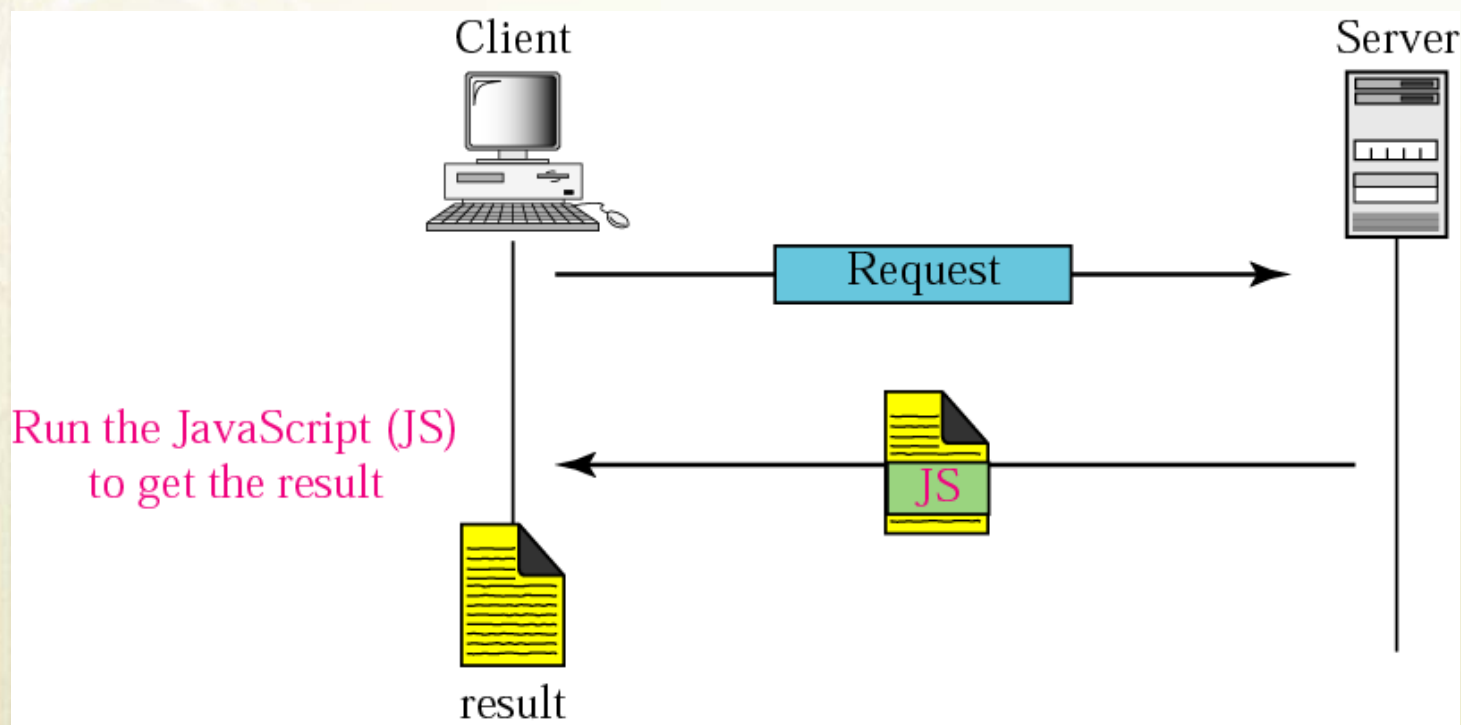 Client
Server
Request
Run the JavaScript (JS)
to get the result
JS
result